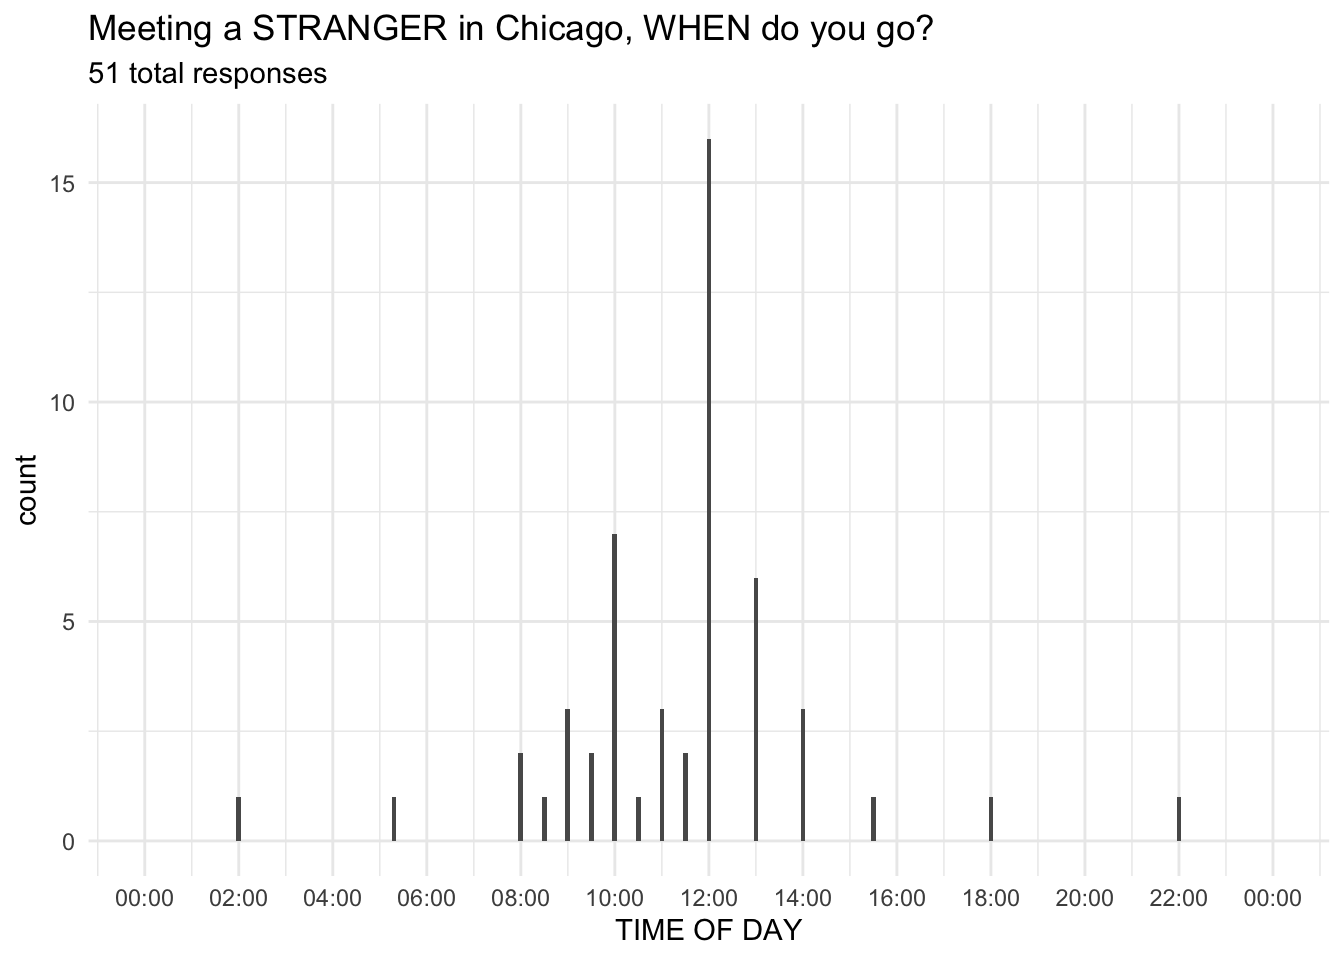 Meeting a STRANGER in Chicago, WHEN do you go?
51 total responses
15
10
5
0
count
00:00 02:00 04:00 06:00 08:00 10:00 12:00 14:00 16:00 18:00 20:00 22:00 00:00
TIME OF DAY